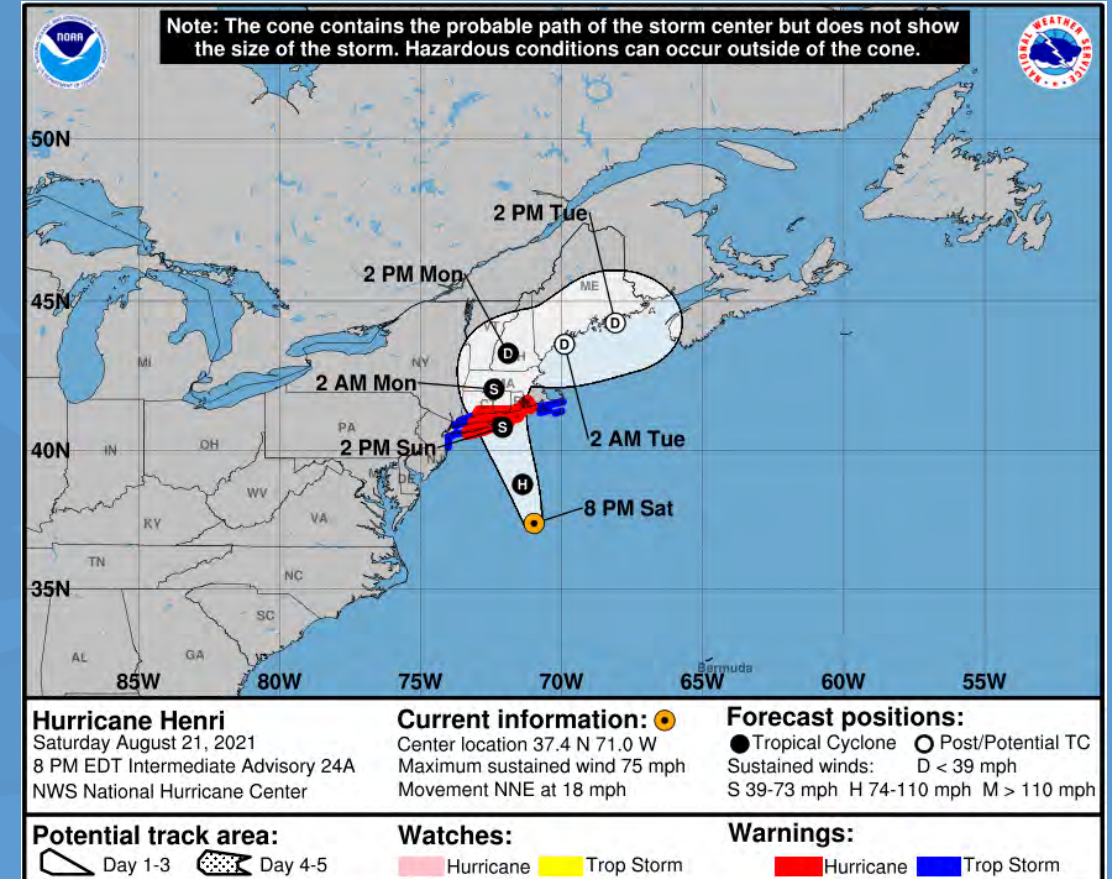 Note: The cone contains the probable path of the storm center but does not show
the size of the storm. Hazardous conditions can occur outside of the cone.
NOAA
NATIONAL WEATHER SERVICE
50N
2 PM Tue
2 PM Mon
45N
ME
VT
NH
MI
NY
2 AM Mon
MA
CT
PA
2 PM Sun
2 AM Tue
40N
IN
OH
NJ
MD
DE
WV
8 PM Sat
KY
VA
TN
35N
NC
SC
AL
GA
Bermuda
85W
80W
75W
70W
65W
60W
55W
D
D
D
S
S
H
Hurricane Henri
Saturday August 21, 2021
8 PM EDT Intermediate Advisory 24A
NWS National Hurricane Center
Current information:
Center location 37.4 N 71.0 W
Maximum sustained wind 75 mph
Movement NNE at 18 mph
Forecast positions:
Tropical Cyclone Post/Potential TC
Sustained winds: D < 39 mph
S 39-73 mph H 74-110 mph M > 110 mph
Potential track area:
Day 1-3 Day 4-5
Watches:
Hurricane Trop Storm
Warnings:
Hurricane Trop Storm